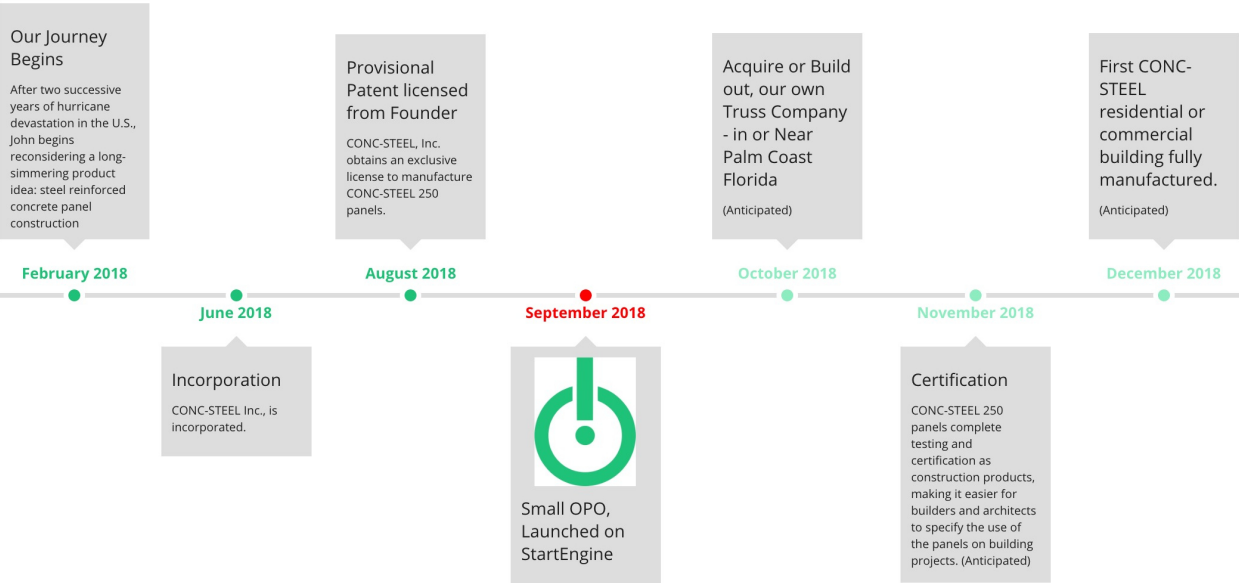 Our Journey
Begins
After two successive
years of hurricane
devastation in the U.S.,
John begins
reconsidering a long-
simmering product
idea: steel reinforced
concrete panel
construction
February 2018
June 2018
Incorporation
CONC-STEEL Inc., is
incorporated.
Provisional
Patent licensed
from Founder
CONC-STEEL, Inc.
obtains an exclusive
license to manufacture
CONC-STEEL 250
panels.
August 2018
September 2018
Small OPO,
Launched on
StartEngine
Acquire or Build
out, our own
Truss Company
- in or Near
Palm Coast
Florida
(Anticipated)
October 2018
November 2018
Certification
CONC-STEEL 250
panels complete
testing and
certification as
construction products,
making it easier for
builders and architects
to specify the use of
the panels on building
projects. (Anticipated)
First CONC-
STEEL
residential or
commercial
building fully
manufactured.
(Anticipated)
December 2018